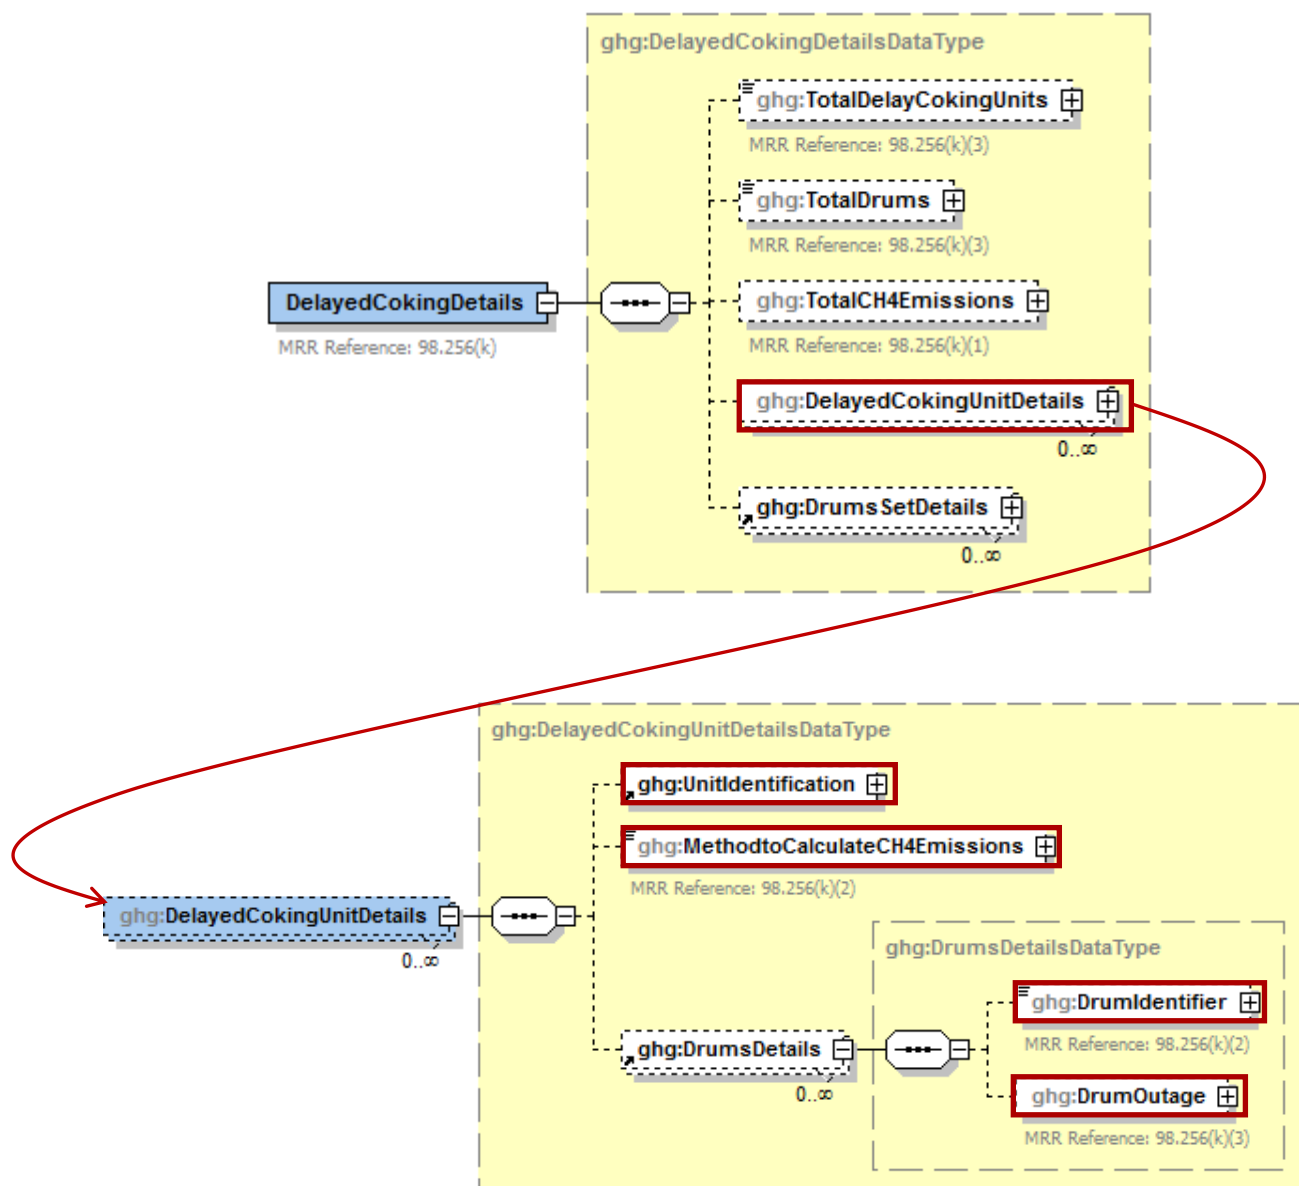 ghg:DelayedCokingDetailsDataType
ghg:TotalDelayCokingUnits
MRR Reference: 98.256(k)(3)
ghg:TotalDrums
MRR Reference: 98.256(k)(3)
DelayedCokingDetails
MRR Reference: 98.256(k)
ghg:TotalCH4Emissions
MRR Reference: 98.256(k)(1)
ghg:DelayedCokingUnitDetails
0..∞
ghg:DrumsSetDetails
0..∞
ghg:DelayedCokingUnitDetailsDataType
ghg:UnitIdentification
ghg:MethodtoCalculateCH4Emissions
MRR Reference: 98.256(k)(2)
ghg:DelayedCokingUnitDetails
0..∞
ghg:DrumsDetailsDataType
ghg:DrumIdentifier
MRR Reference: 98.256(k)(2)
ghg:DrumsDetails
0..∞
ghg:DrumOutage
MRR Reference: 98.256(k)(3)